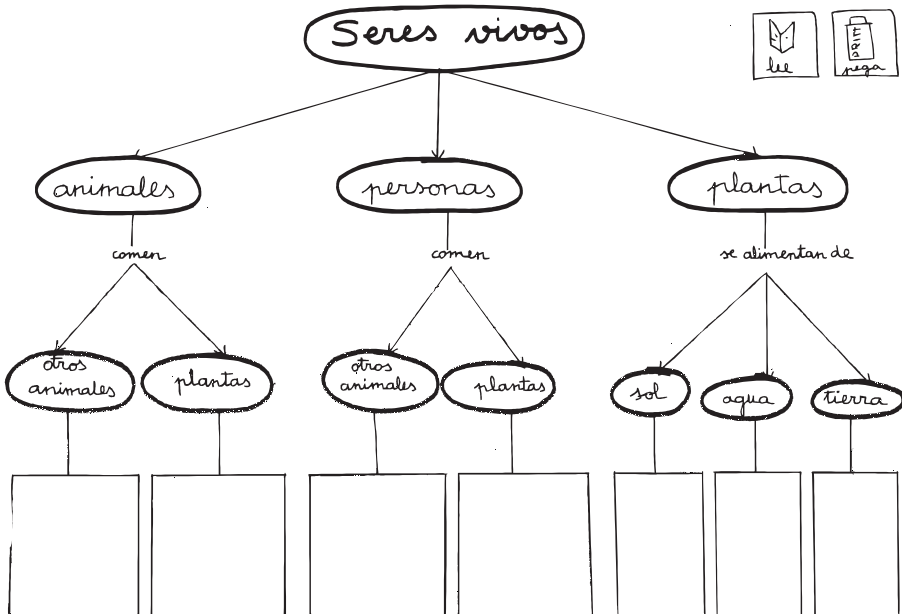 Seres vivos
lee
pega
animales
personas
plantas
comen
comen
se alimentan de
otros
animales
plantas
otros
animales
plantas
sol
agua
tierra